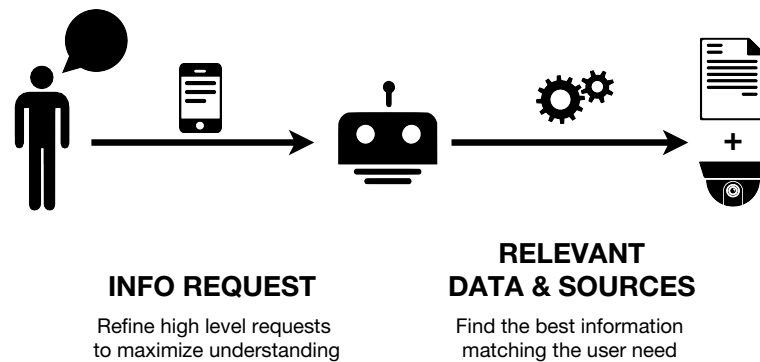 +
INFO REQUEST
Refine high level requests
to maximize understanding
RELEVANT
DATA & SOURCES
Find the best information
matching the user need